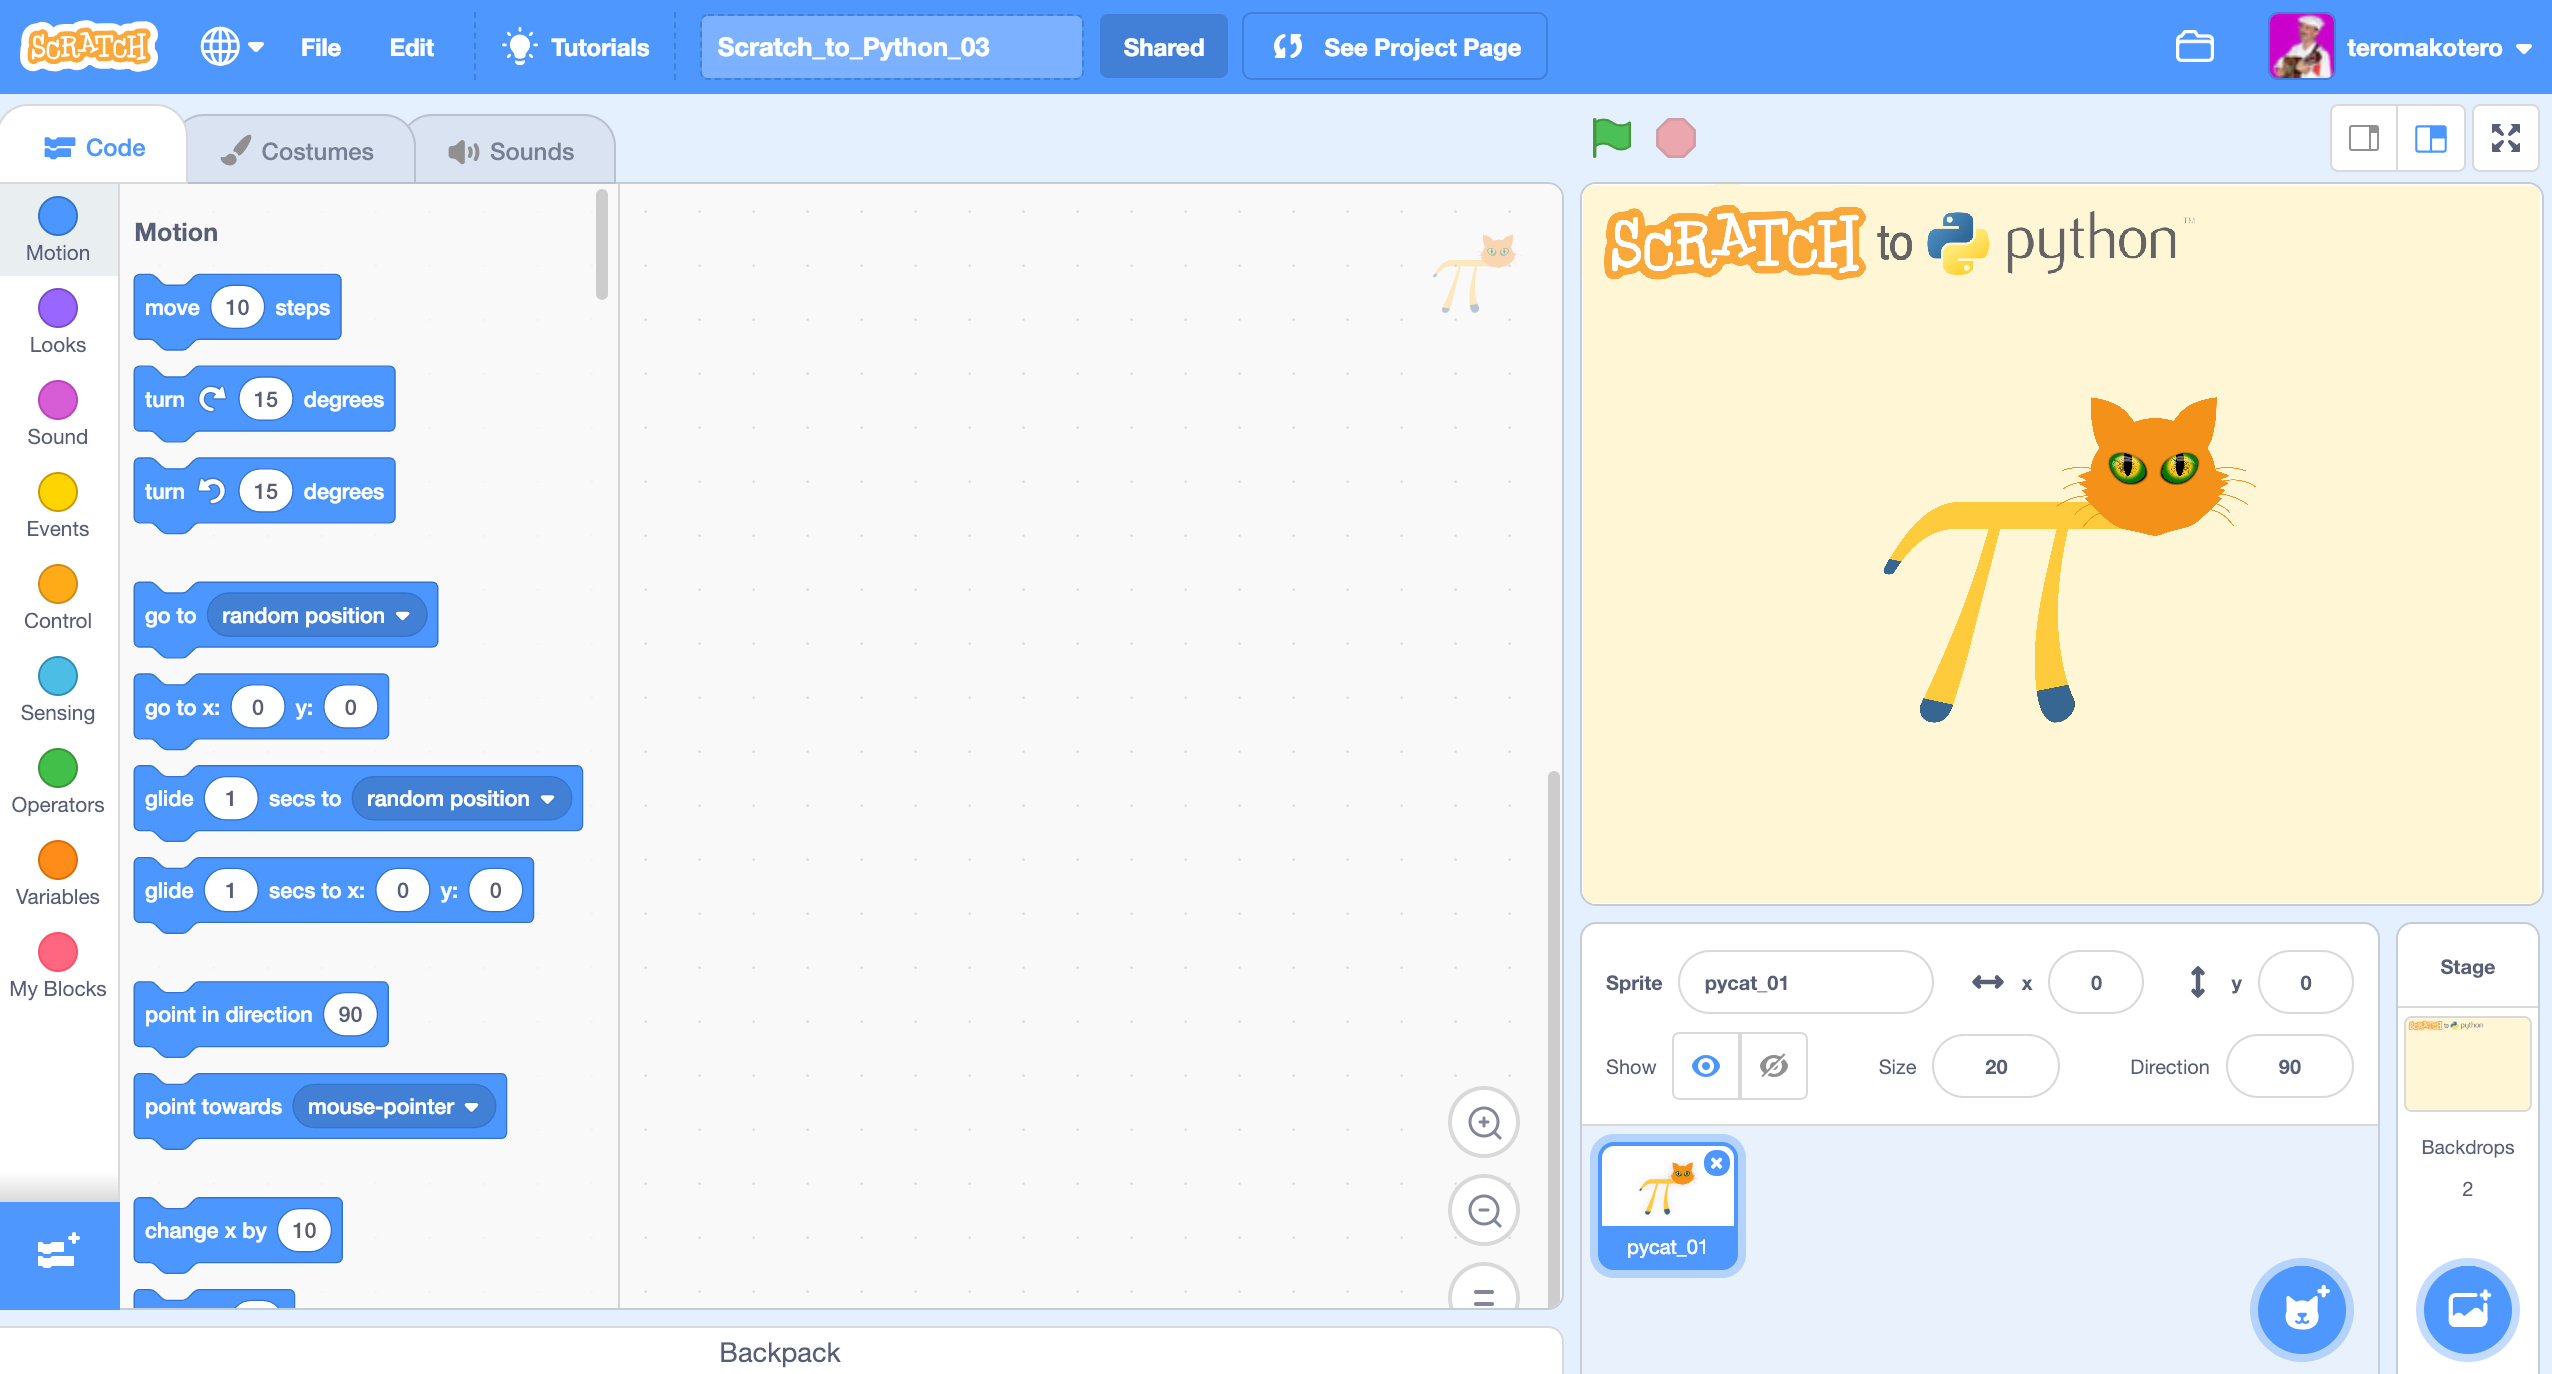 SCRATCH File Edit Tutorials Scratch_to_Python_03 Shared See Project Page teromakotero
Code Costumes Sounds
Motion
Looks
Sound
Events
Control
Sensing
Operators
Variables
My Blocks
Motion
move 10 steps
turn 15 degrees
turn 15 degrees
go to random position
go to x: 0 y: 0
glide 1 secs to random position
glide 1 secs to x: 0 y: 0
point in direction 90
point towards mouse-pointer
change x by 10
Backpack
SCRATCH to python™
Sprite pycat_01 x 0 y 0
Show Size 20 Direction 90
pycat_01
Stage
SCRATCH to python
Backdrops
2